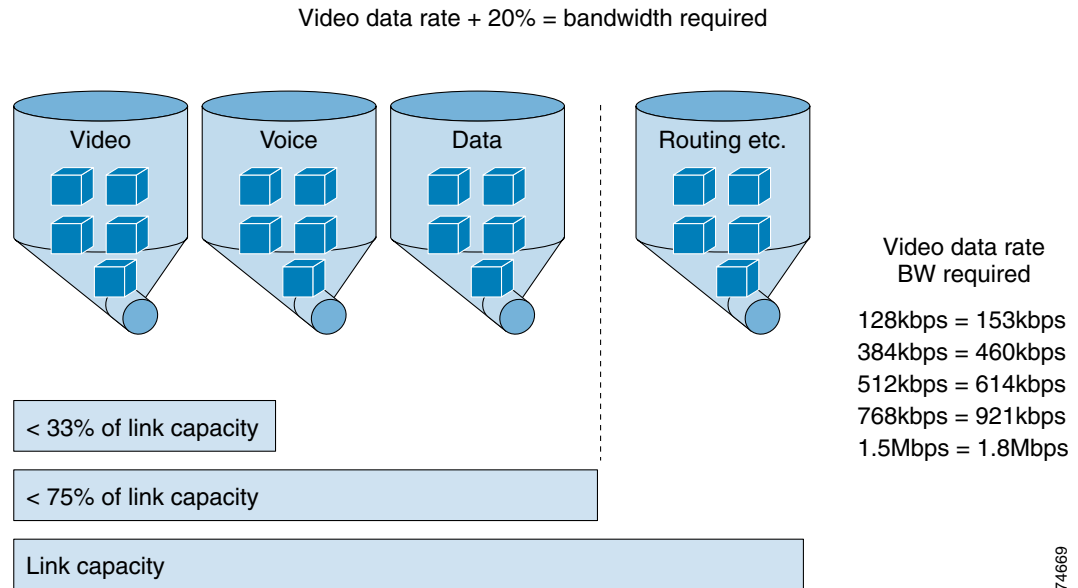 Video data rate + 20% = bandwidth required
Video
Voice
Data
Routing etc.
Video data rate
BW required
128kbps = 153kbps
384kbps = 460kbps
512kbps = 614kbps
768kbps = 921kbps
1.5Mbps = 1.8Mbps
< 33% of link capacity
< 75% of link capacity
Link capacity
74669